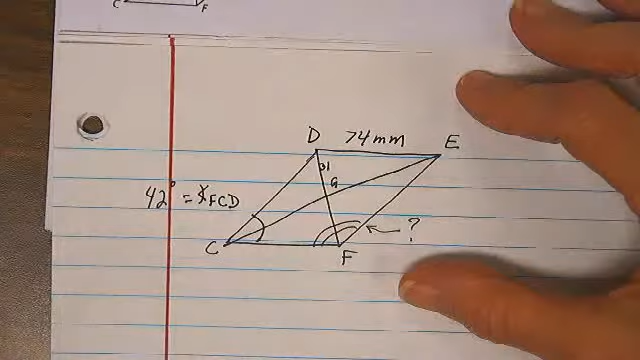 C F
D 74mm E
31
G
42° = ∡FCD
?
C F